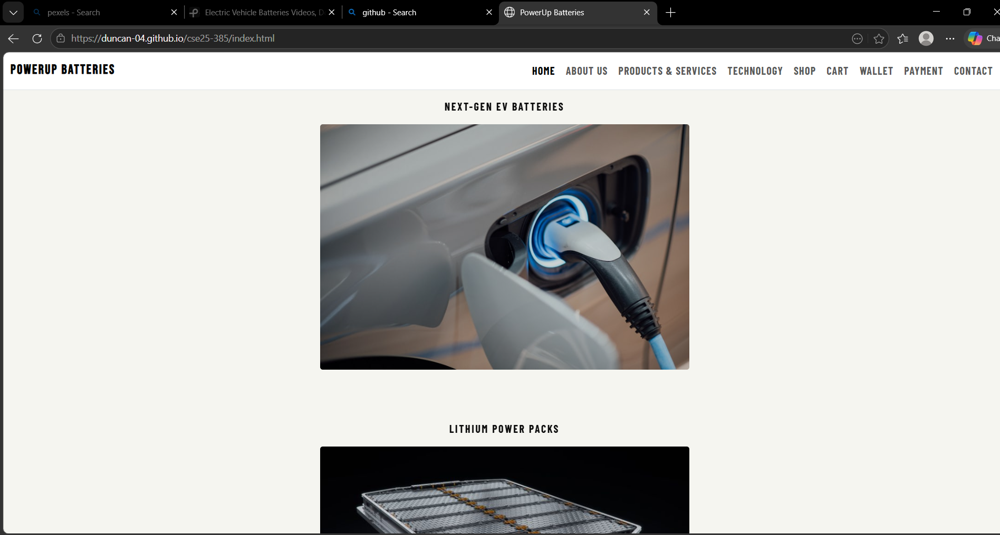 pexels - Search
Electric Vehicle Batteries Videos, D
github - Search
PowerUp Batteries
https://duncan-04.github.io/cse25-385/index.html
Cha
POWERUP BATTERIES
HOME ABOUT US PRODUCTS & SERVICES TECHNOLOGY SHOP CART WALLET PAYMENT CONTACT
NEXT-GEN EV BATTERIES
LITHIUM POWER PACKS